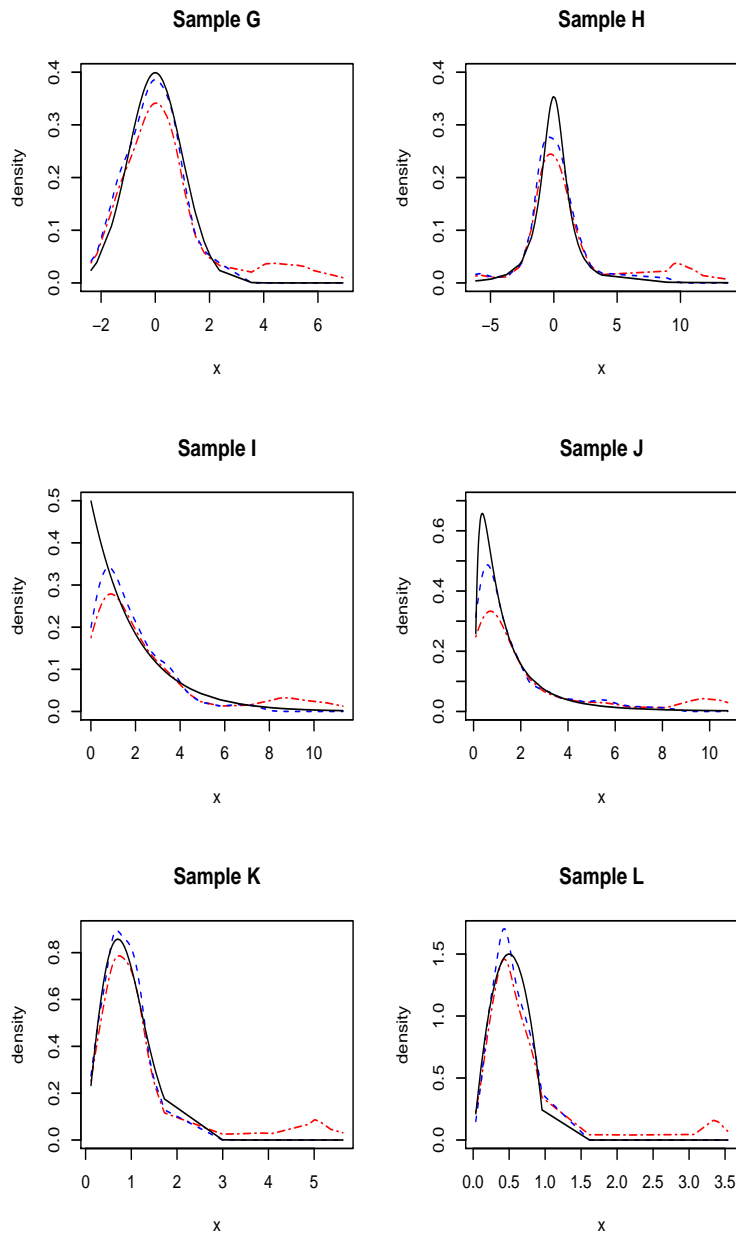 Sample G
density
0.0 0.1 0.2 0.3 0.4
−2 0 2 4 6
x
Sample H
density
0.0 0.1 0.2 0.3 0.4
−5 0 5 10
x
Sample I
density
0.0 0.1 0.2 0.3 0.4 0.5
0 2 4 6 8 10
x
Sample J
density
0.0 0.2 0.4 0.6
0 2 4 6 8 10
x
Sample K
density
0.0 0.2 0.4 0.6 0.8
0 1 2 3 4 5
x
Sample L
density
0.0 0.5 1.0 1.5
0.0 0.5 1.0 1.5 2.0 2.5 3.0 3.5
x